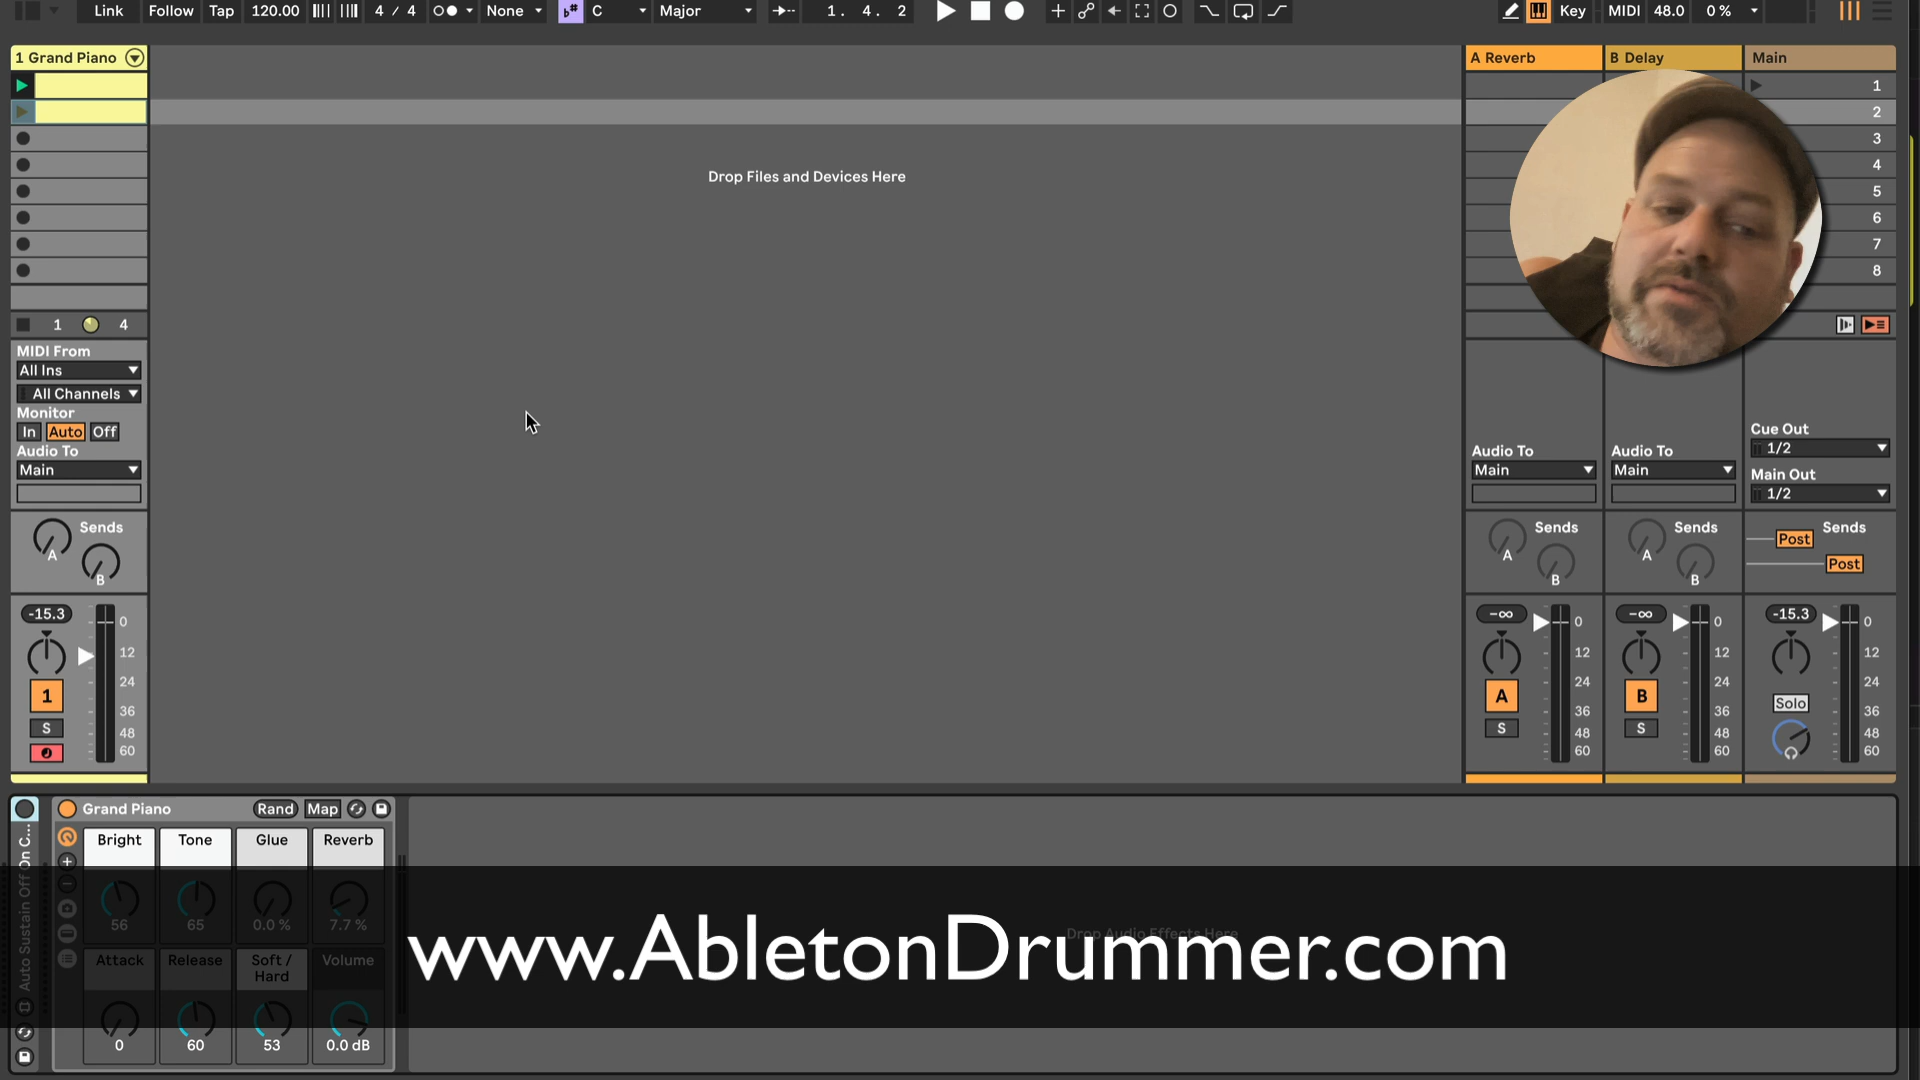 Link Follow Tap 120.00 4 / 4 None C Major 1. 4. 2 Key MIDI 48.0 0 %
1 Grand Piano A Reverb B Delay Main
1
2
3
Drop Files and Devices Here
4
5
6
7
8
1 4
MIDI From
All Ins
All Channels
Monitor
In Auto Off
Audio To
Main
Audio To
Main
Audio To
Main
Cue Out
1/2
Main Out
1/2
Sends
A
B
Sends
A
B
Sends
A
B
Sends
Post
Post
-15.3 0
12
24
36
48
60
1
S
-∞ 0
12
24
36
48
60
A
S
-∞ 0
12
24
36
48
60
B
S
-15.3 0
12
24
36
48
60
Solo
Auto Sustain Off On C...
Grand Piano Rand Map
Bright Tone Glue Reverb
56 65 0.0 % 7.7 %
Attack Release Soft / Hard Volume
0 60 53 0.0 dB
Drop Audio Effects Here
www.AbletonDrummer.com